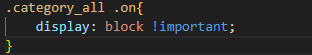 .category_all .on{
    display: block !important;
}